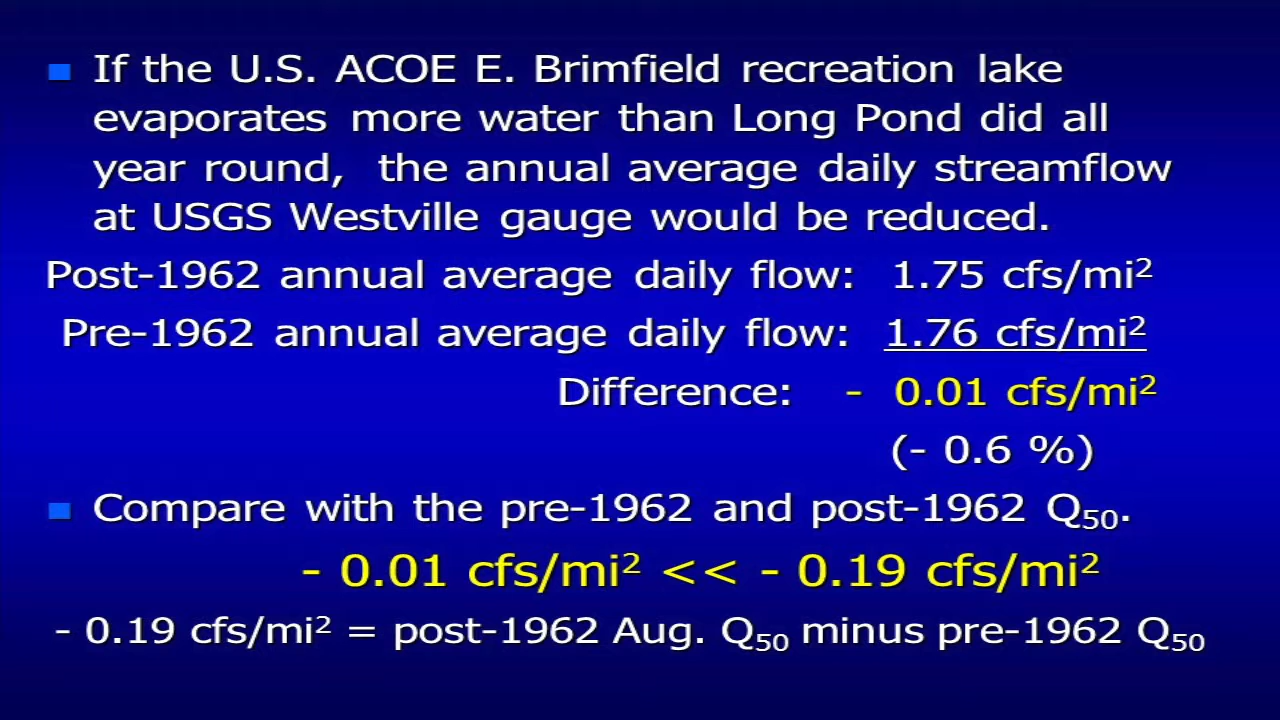 If the U.S. ACOE E. Brimfield recreation lake
evaporates more water than Long Pond did all
year round, the annual average daily streamflow
at USGS Westville gauge would be reduced.
Post-1962 annual average daily flow: 1.75 cfs/mi²
Pre-1962 annual average daily flow: 1.76 cfs/mi²
Difference: - 0.01 cfs/mi²
(- 0.6 %)
Compare with the pre-1962 and post-1962 Q₅₀.
- 0.01 cfs/mi² << - 0.19 cfs/mi²
- 0.19 cfs/mi² = post-1962 Aug. Q₅₀ minus pre-1962 Q₅₀